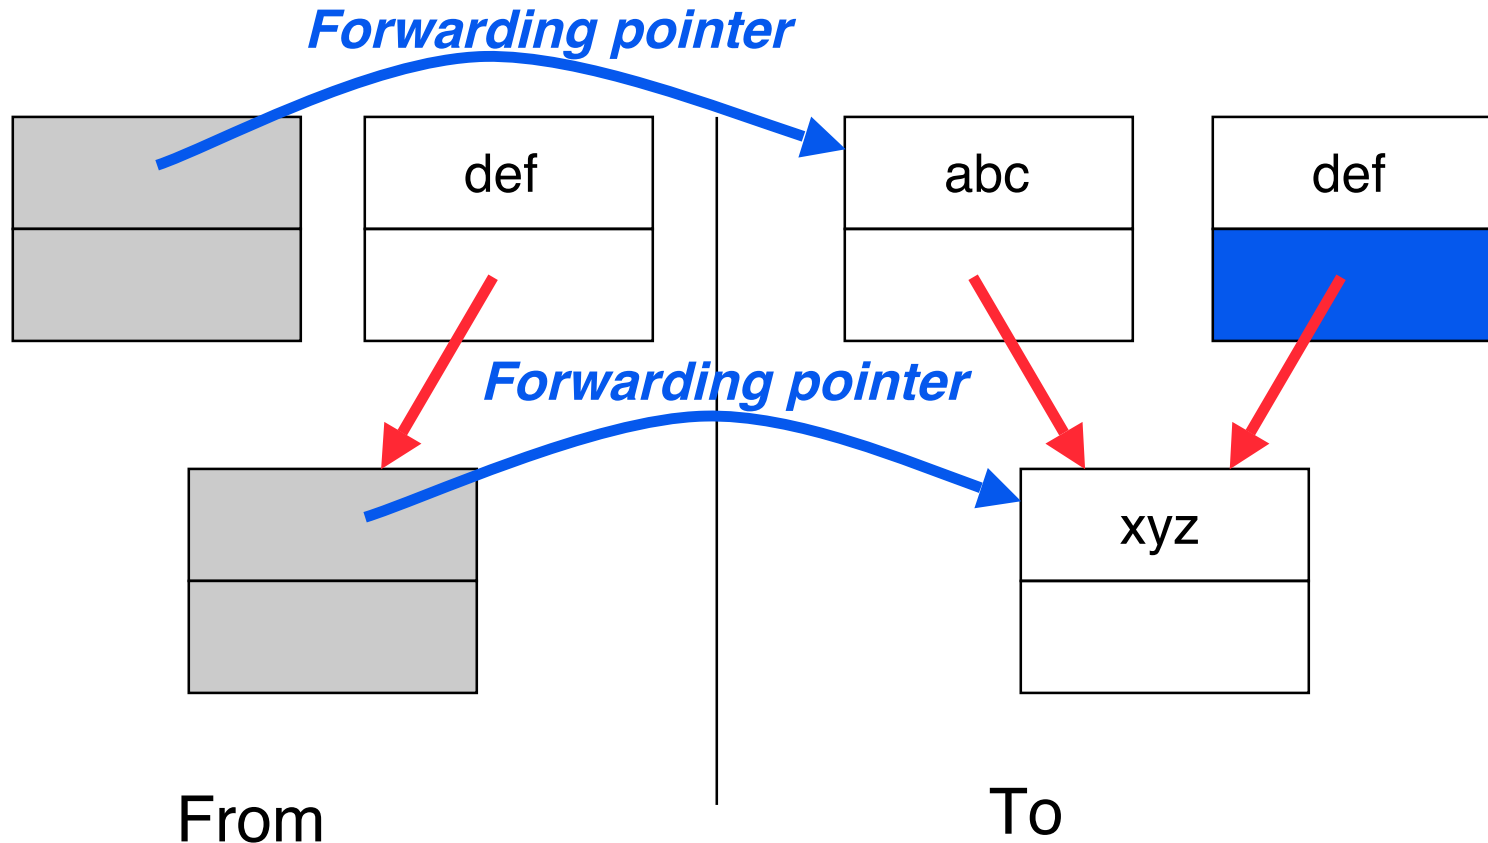 Forwarding pointer
def
abc
def
Forwarding pointer
xyz
From
To